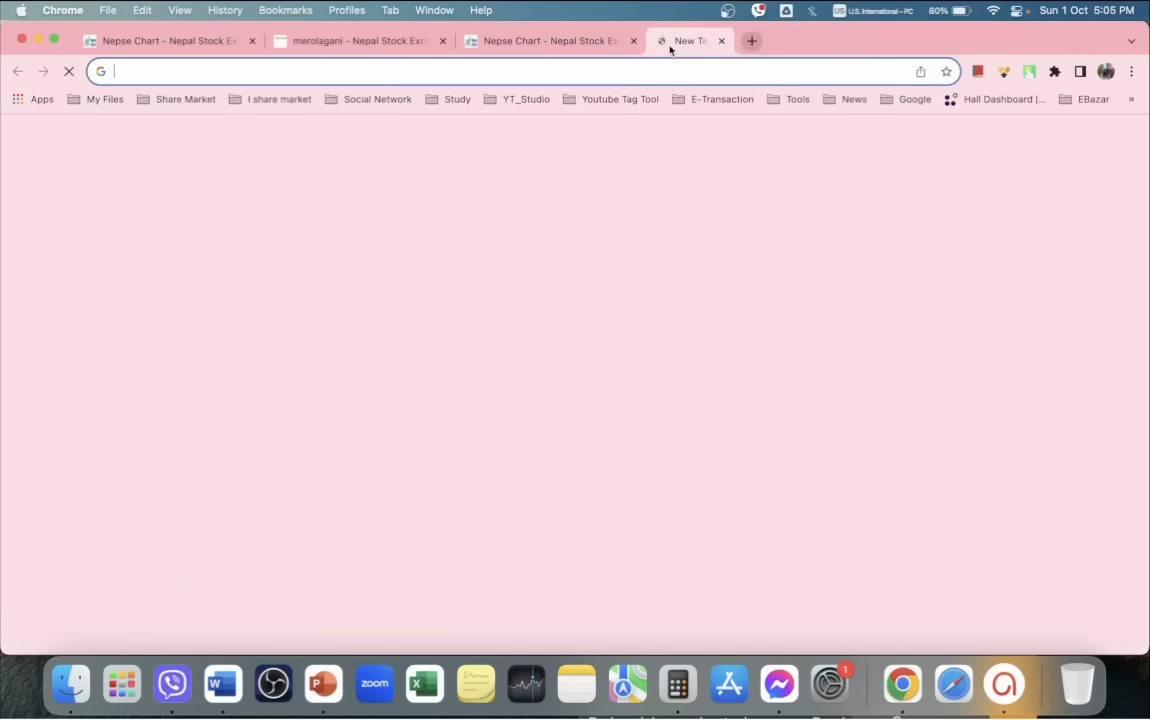 Chrome File Edit View History Bookmarks Profiles Tab Window Help US U.S. International – PC 80% Sun 1 Oct 5:05 PM
Nepse Chart - Nepal Stock Ex merolagani - Nepal Stock Exc Nepse Chart - Nepal Stock Ex New Ta
Apps My Files Share Market I share market Social Network Study YT_Studio Youtube Tag Tool E-Transaction Tools News Google Hall Dashboard |... EBazar »
zoom
1